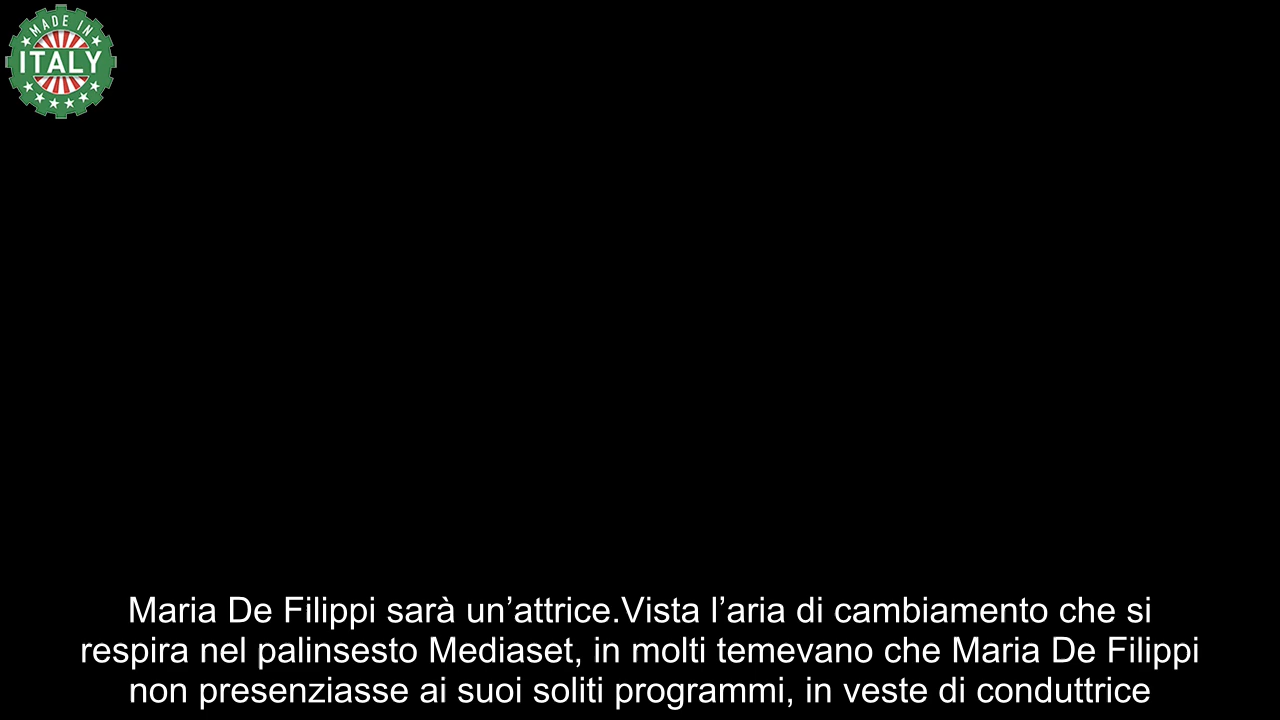 MADE IN
ITALY
Maria De Filippi sarà un’attrice.Vista l’aria di cambiamento che si
respira nel palinsesto Mediaset, in molti temevano che Maria De Filippi
non presenziasse ai suoi soliti programmi, in veste di conduttrice